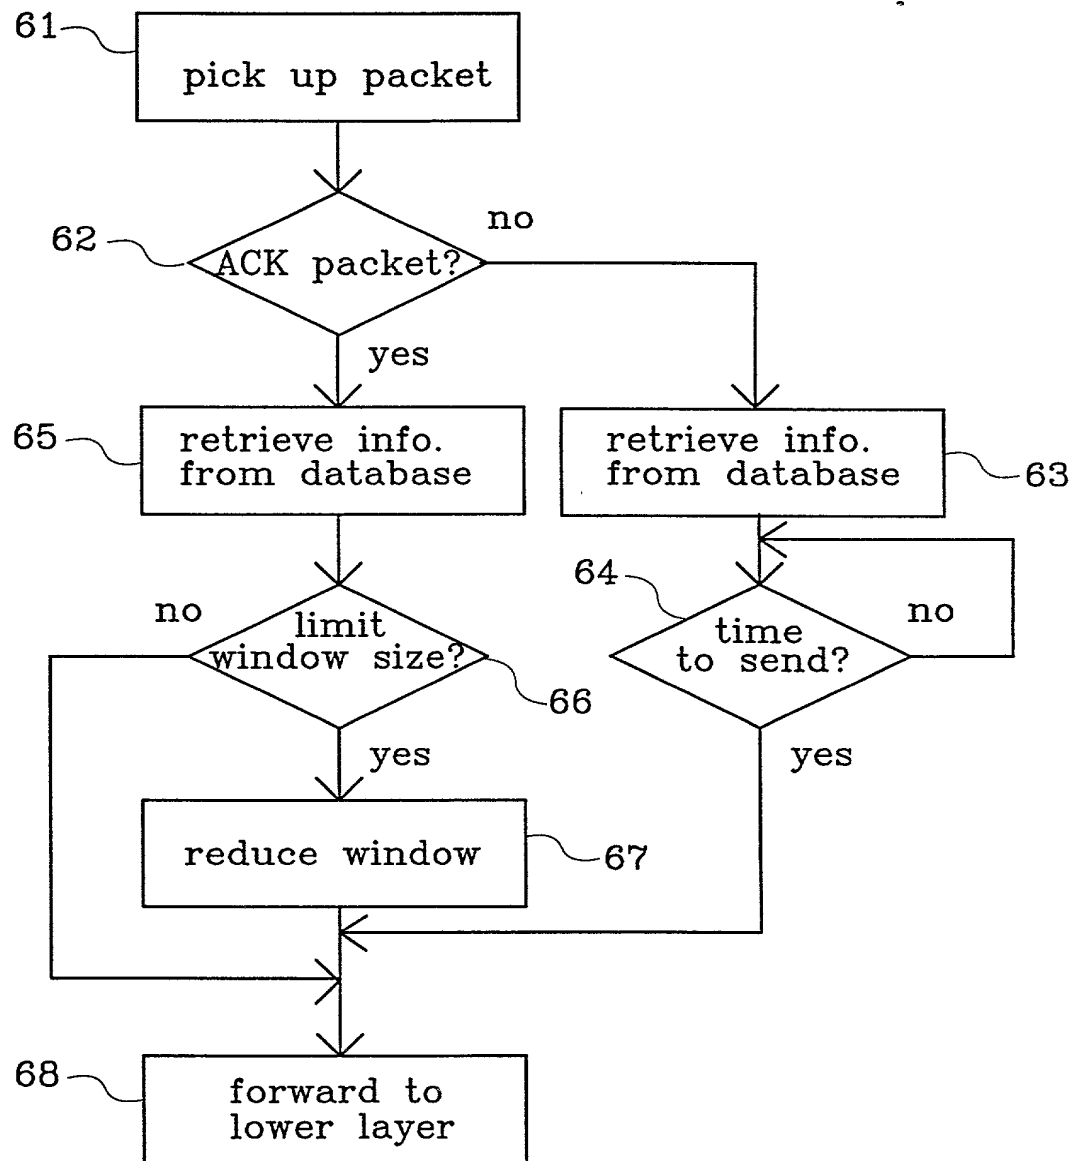 61
pick up packet
62
ACK packet?
no
yes
65
retrieve info.
from database
retrieve info.
from database
63
no
limit
window size?
66
64
time
to send?
no
yes
yes
reduce window
67
68
forward to
lower layer